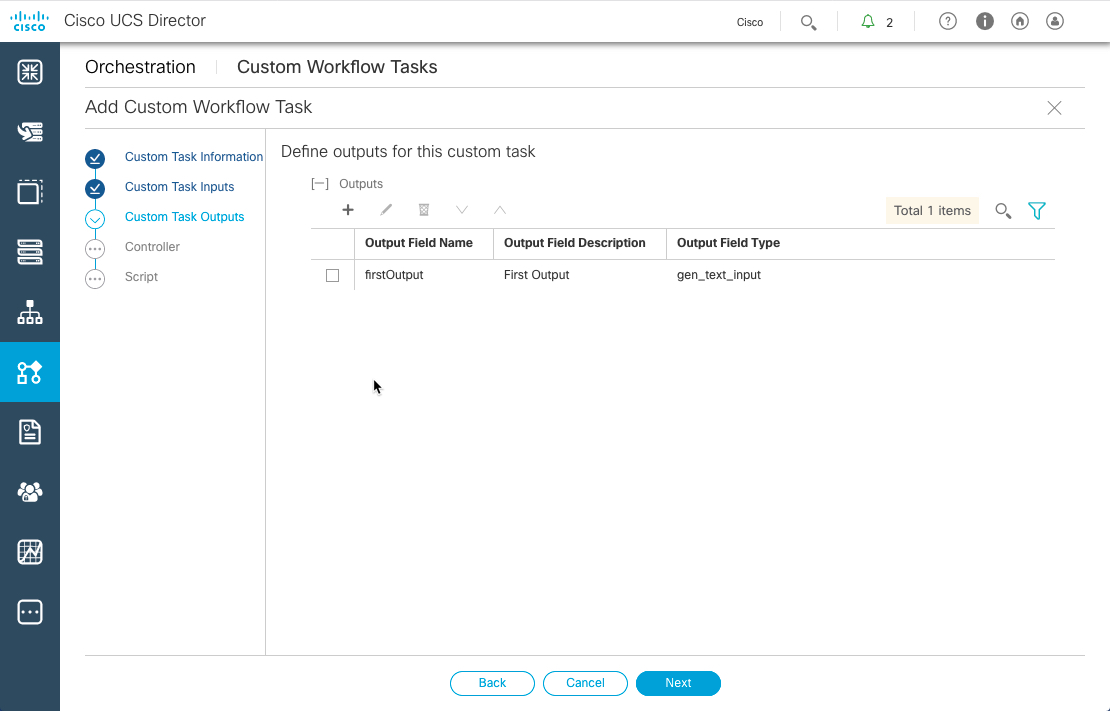 CISCO Cisco UCS Director
Cisco
2
Orchestration Custom Workflow Tasks
Add Custom Workflow Task
Custom Task Information
Custom Task Inputs
Custom Task Outputs
Controller
Script
Define outputs for this custom task
[—] Outputs
Total 1 items
Output Field Name Output Field Description Output Field Type
firstOutput First Output gen_text_input
Back Cancel Next